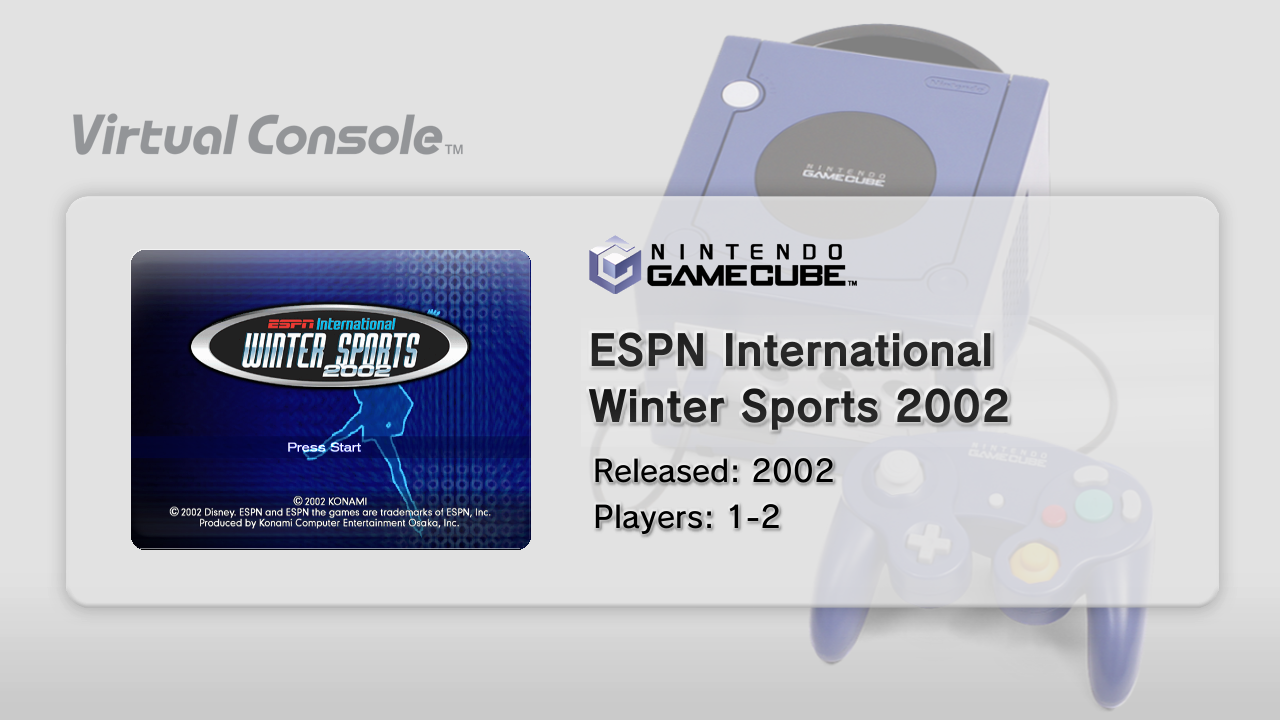 Virtual Console™
Nintendo
NINTENDO
GAMECUBE
NINTENDO
GAMECUBE™
ESPN International
WINTER SPORTS
2002
™
Press Start
© 2002 KONAMI
© 2002 Disney. ESPN and ESPN the games are trademarks of ESPN, Inc.
Produced by Konami Computer Entertainment Osaka, Inc.
ESPN International
Winter Sports 2002
Released: 2002
Players: 1-2
NINTENDO
GAMECUBE